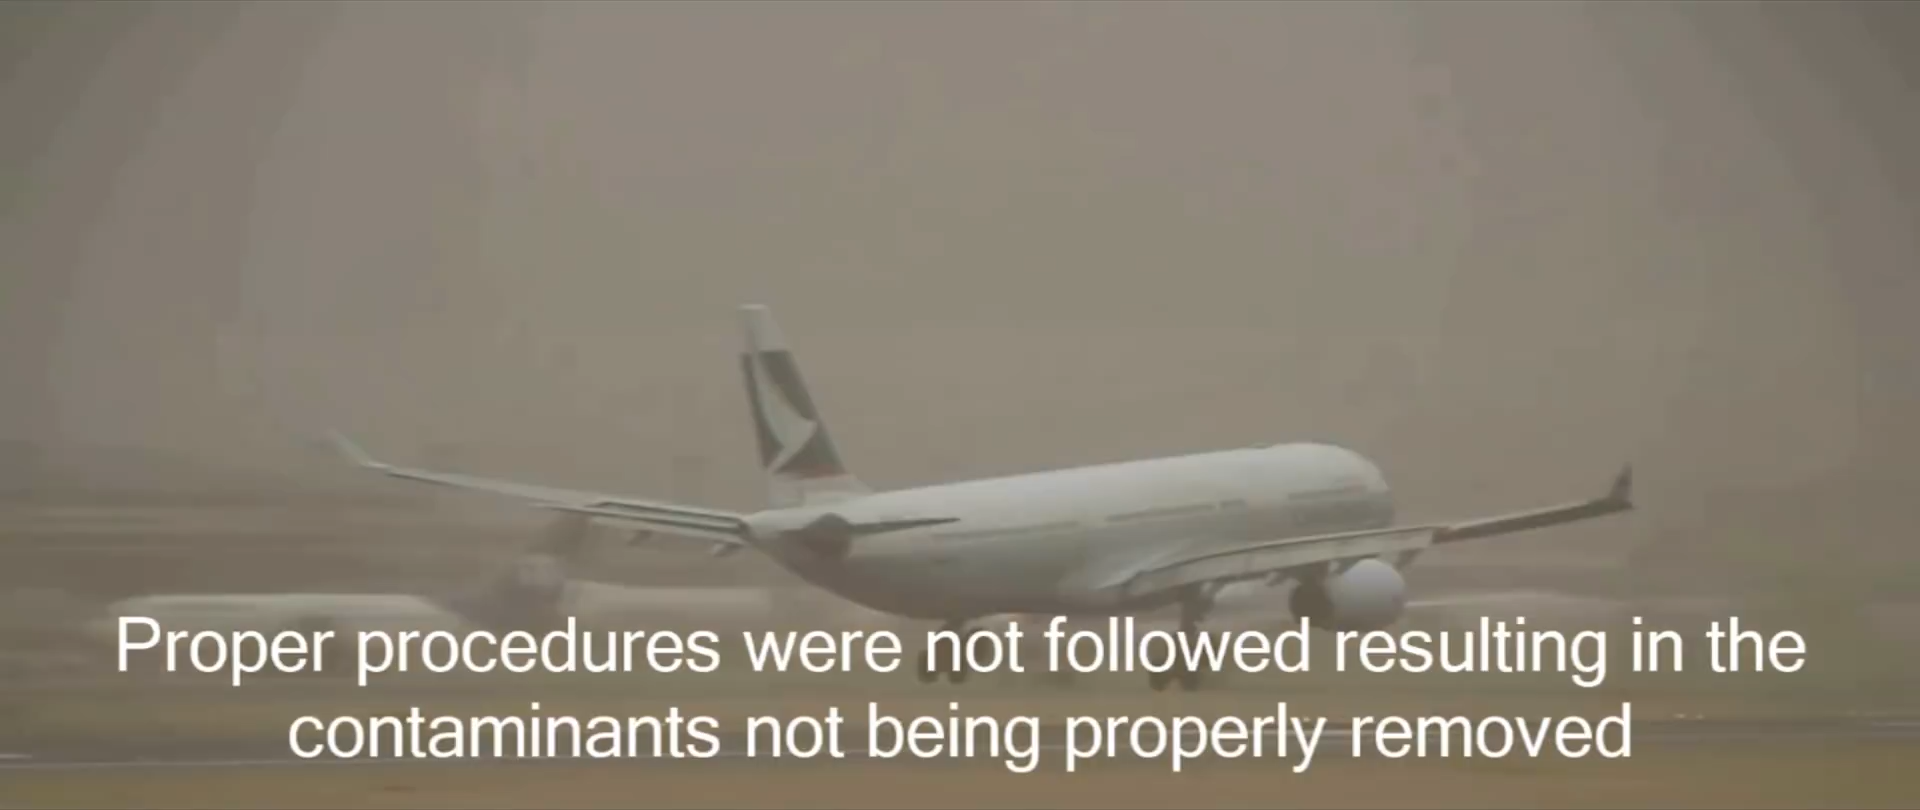 Proper procedures were not followed resulting in the
contaminants not being properly removed